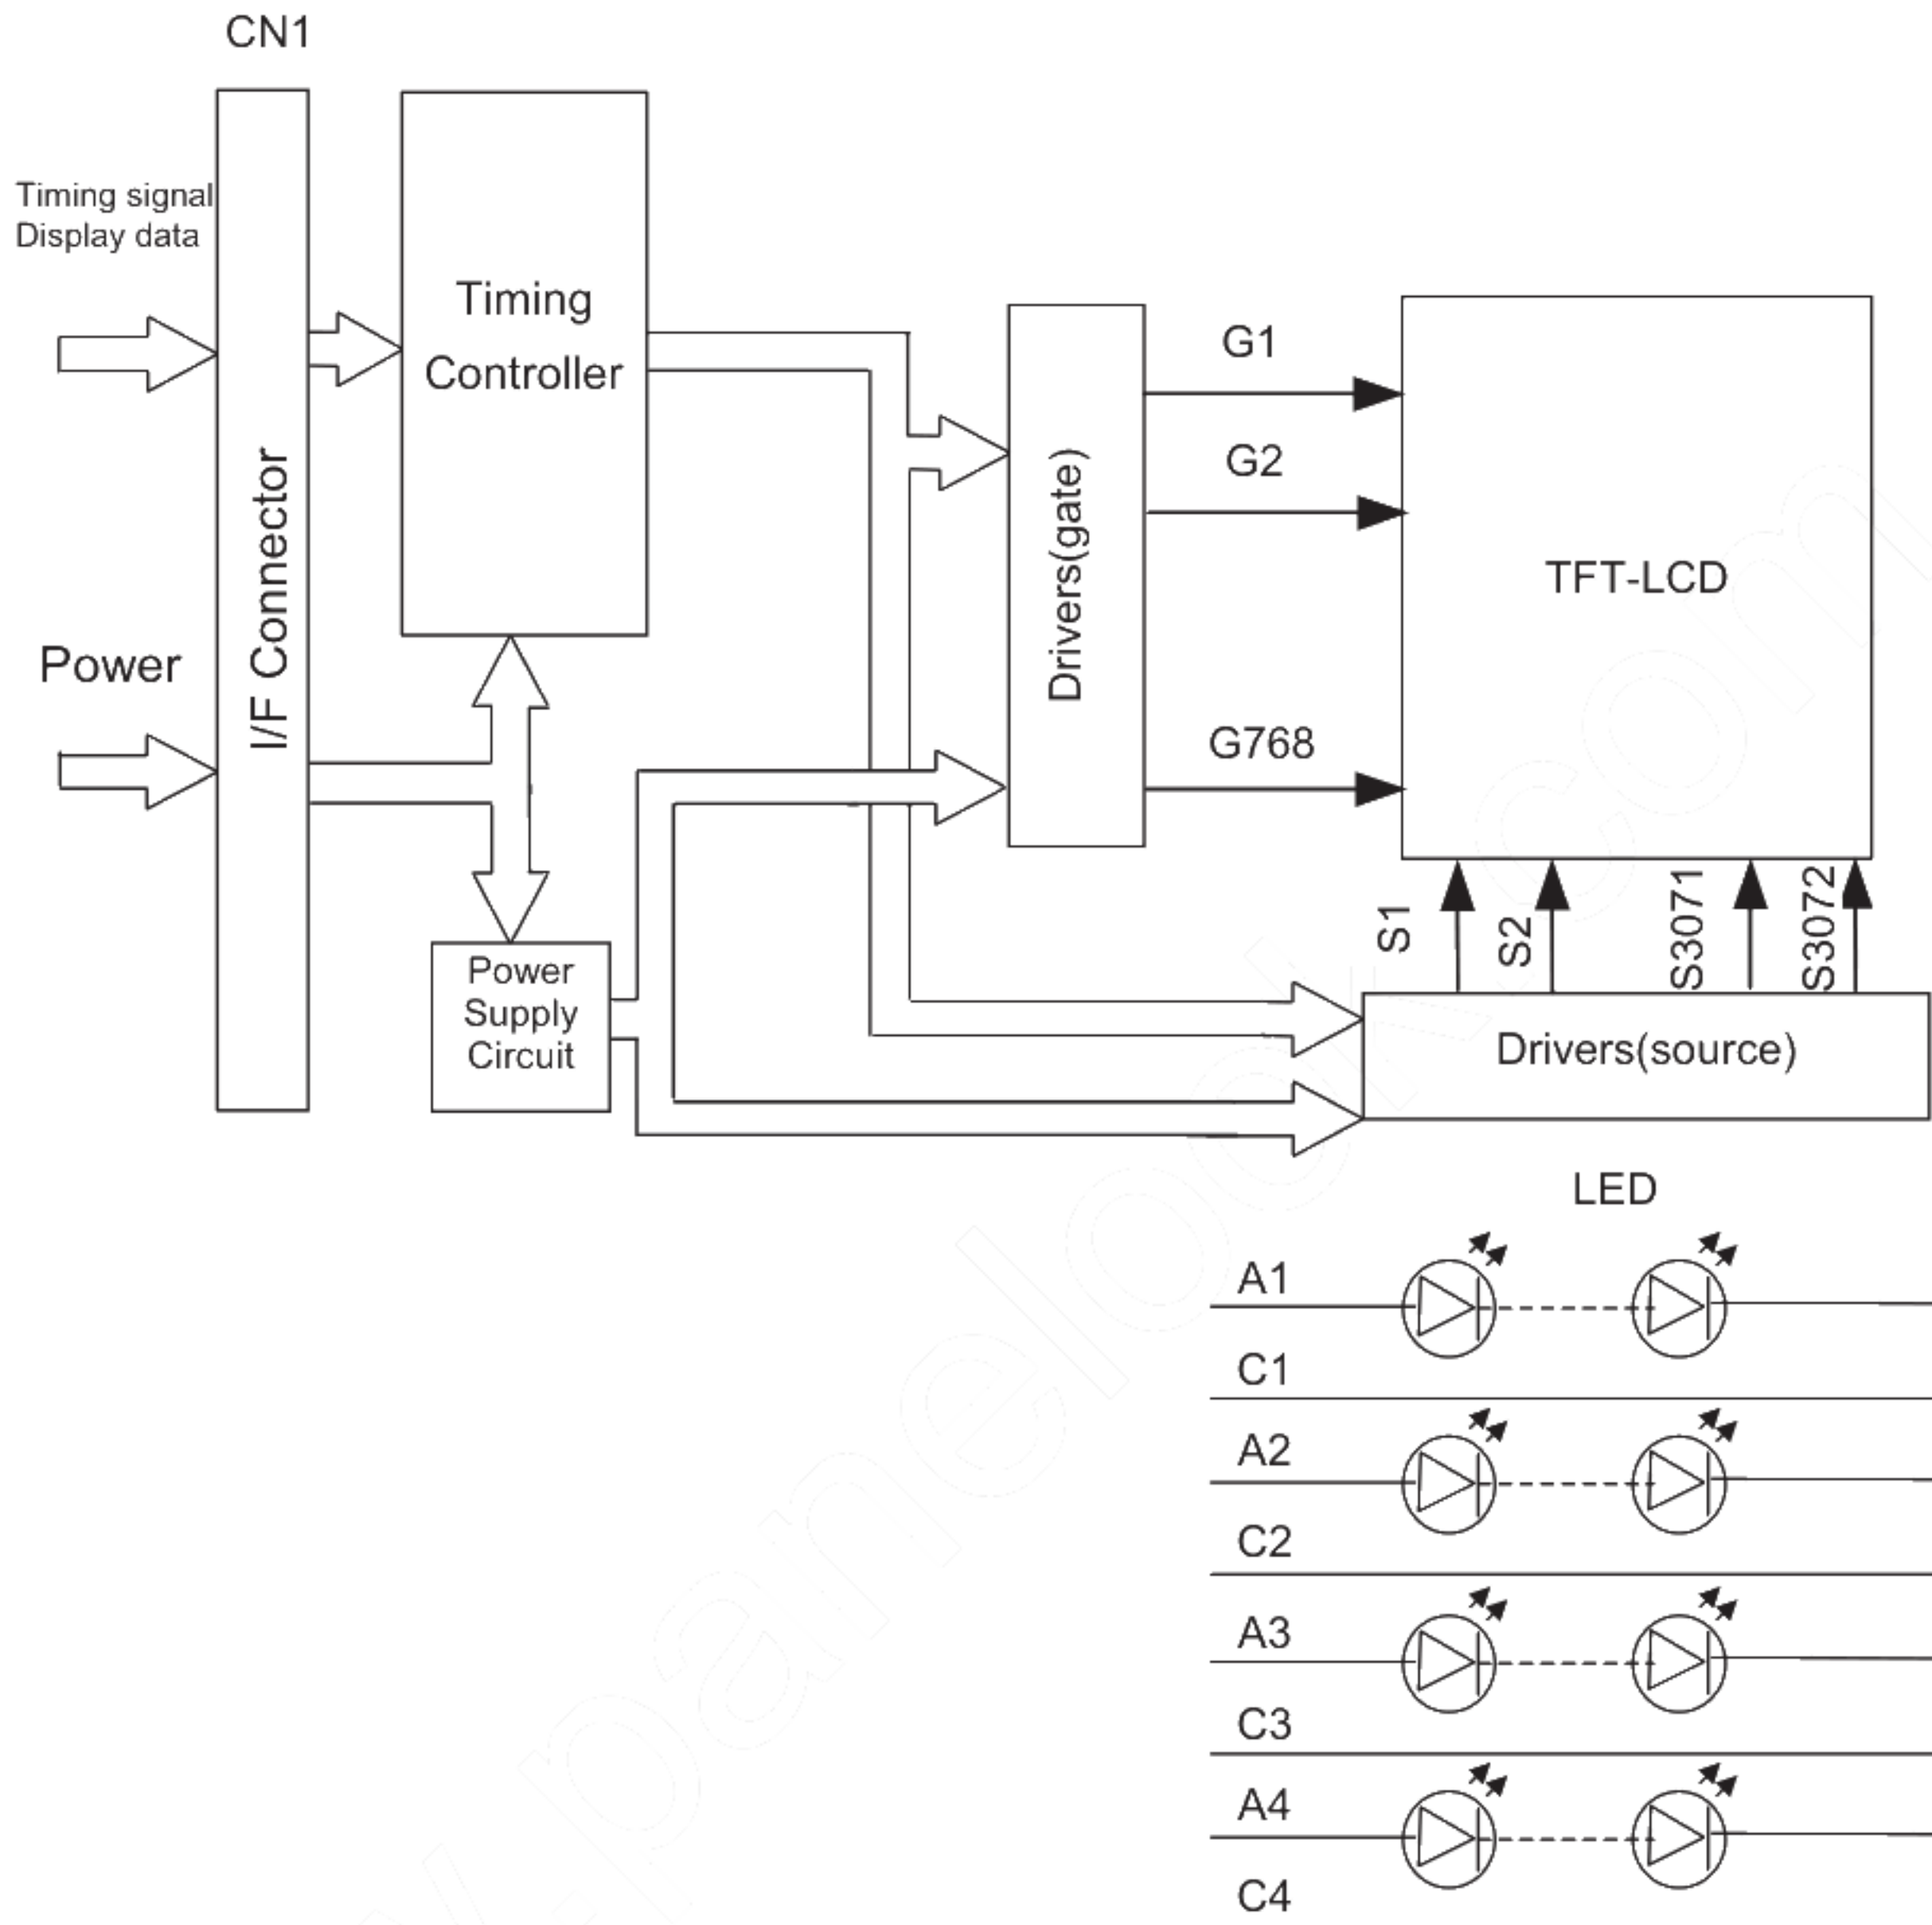 CN1
Timing signal
Display data
Power
I/F Connector
Timing
Controller
Power
Supply
Circuit
Drivers(gate)
G1
G2
G768
TFT-LCD
S1
S2
S3071
S3072
Drivers(source)
LED
A1
C1
A2
C2
A3
C3
A4
C4